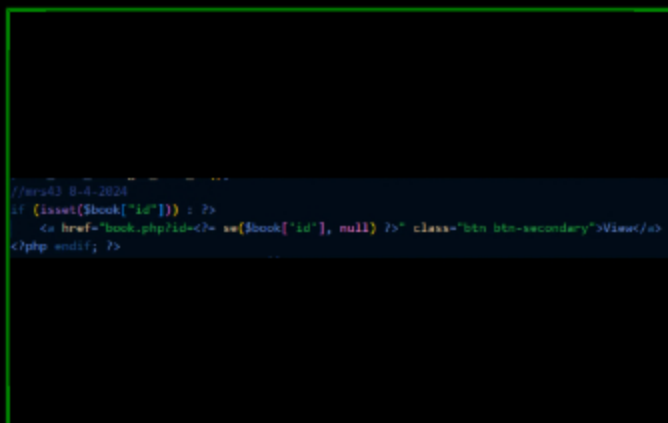 //mrs43 8-4-2024
if (isset($book["id"])) : ?>
<a href="book.php?id=<?= se($book['id'], null) ?>" class="btn btn-secondary">View</a>
<?php endif; ?>